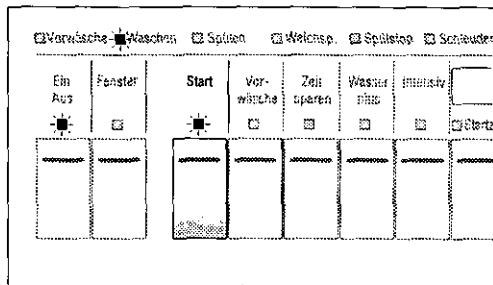 Vorwäsche Waschen Spülen Weichsp. Spülstop Schleuder
Ein Aus
Fenster
Start
Vor-
wäsche
Zeit
sparen
Wasser
plus
Intensiv
Startz